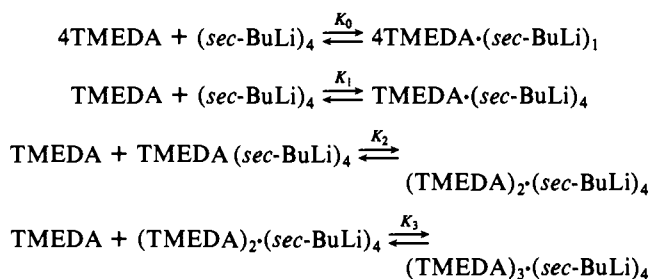 4TMEDA + (sec-BuLi)₄ ⇌ 4TMEDA·(sec-BuLi)₁
K₀
TMEDA + (sec-BuLi)₄ ⇌ TMEDA·(sec-BuLi)₄
K₁
TMEDA + TMEDA (sec-BuLi)₄ ⇌
K₂
(TMEDA)₂·(sec-BuLi)₄
TMEDA + (TMEDA)₂·(sec-BuLi)₄ ⇌
K₃
(TMEDA)₃·(sec-BuLi)₄